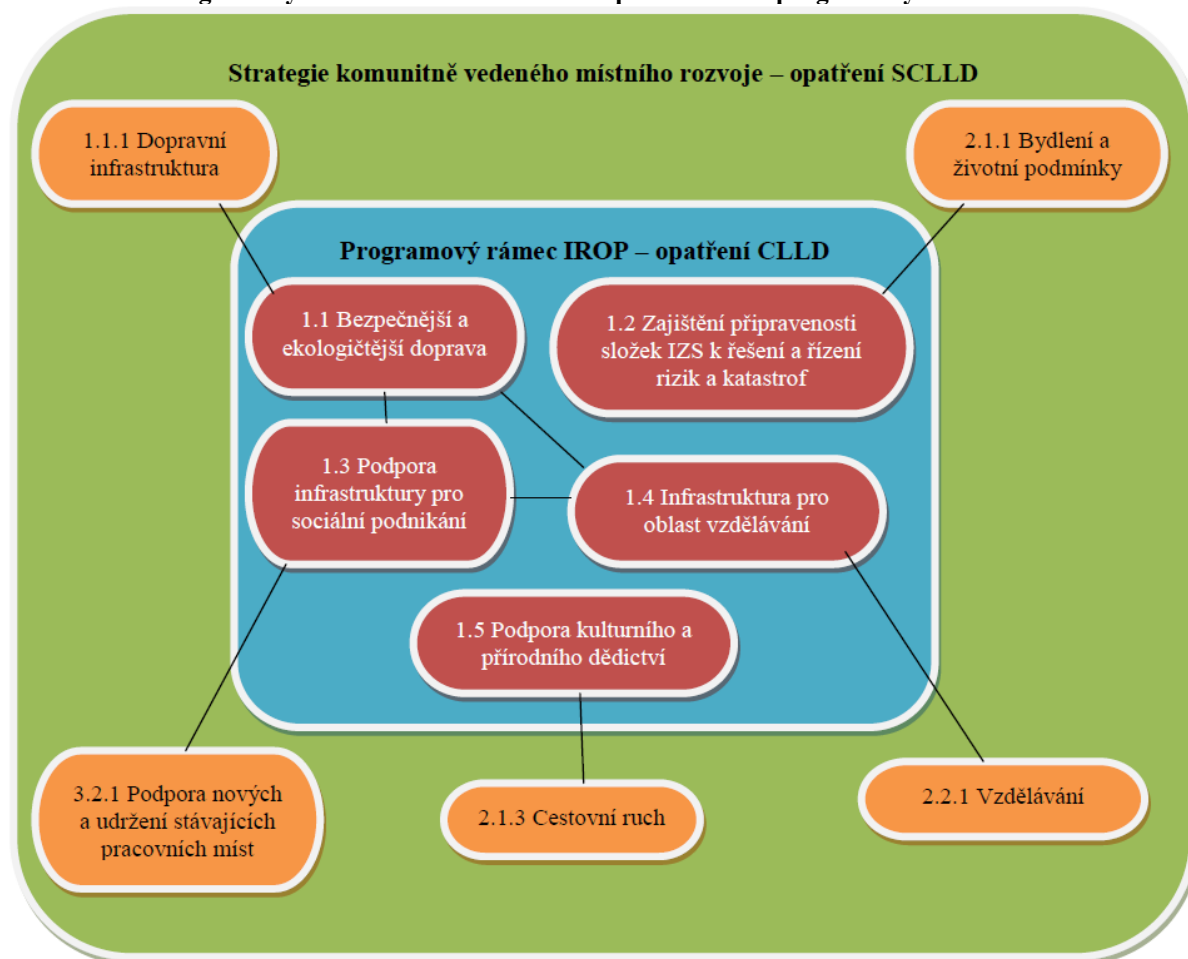 Strategie komunitně vedeného místního rozvoje – opatření SCLLD
1.1.1 Dopravní
infrastruktura
2.1.1 Bydlení a
životní podmínky
Programový rámec IROP – opatření CLLD
1.1 Bezpečnější a
ekologičtější doprava
1.2 Zajištění připravenosti
složek IZS k řešení a řízení
rizik a katastrof
1.3 Podpora
infrastruktury pro
sociální podnikání
1.4 Infrastruktura pro
oblast vzdělávání
1.5 Podpora kulturního a
přírodního dědictví
3.2.1 Podpora nových
a udržení stávajících
pracovních míst
2.1.3 Cestovní ruch
2.2.1 Vzdělávání